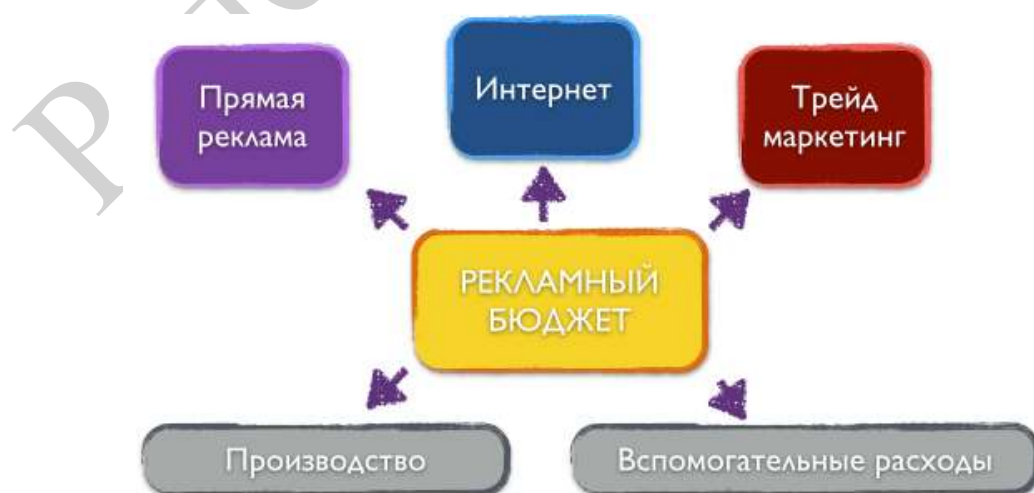 Прямая
реклама
Интернет
Трейд
маркетинг
РЕКЛАМНЫЙ
БЮДЖЕТ
Производство
Вспомогательные расходы